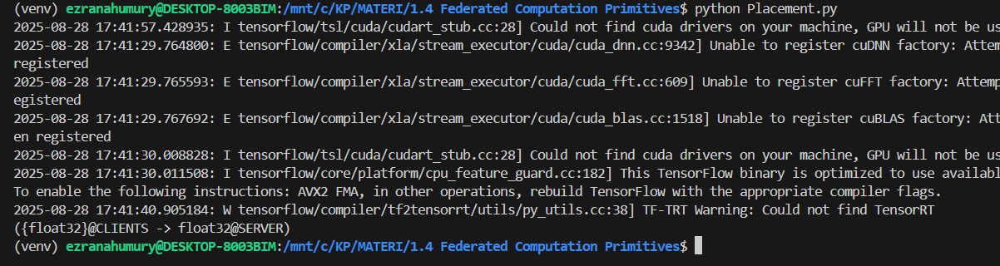 (venv) ezranahumury@DESKTOP-8003BIM:/mnt/c/KP/MATERI/1.4 Federated Computation Primitives$ python Placement.py
2025-08-28 17:41:57.428935: I tensorflow/tsl/cuda/cudart_stub.cc:28] Could not find cuda drivers on your machine, GPU will not be us
2025-08-28 17:41:29.764800: E tensorflow/compiler/xla/stream_executor/cuda/cuda_dnn.cc:9342] Unable to register cuDNN factory: Attem
registered
2025-08-28 17:41:29.765593: E tensorflow/compiler/xla/stream_executor/cuda/cuda_fft.cc:609] Unable to register cuFFT factory: Attemp
egistered
2025-08-28 17:41:29.767692: E tensorflow/compiler/xla/stream_executor/cuda/cuda_blas.cc:1518] Unable to register cuBLAS factory: Att
en registered
2025-08-28 17:41:30.008828: I tensorflow/tsl/cuda/cudart_stub.cc:28] Could not find cuda drivers on your machine, GPU will not be us
2025-08-28 17:41:30.011508: I tensorflow/core/platform/cpu_feature_guard.cc:182] This TensorFlow binary is optimized to use availabl
To enable the following instructions: AVX2 FMA, in other operations, rebuild TensorFlow with the appropriate compiler flags.
2025-08-28 17:41:40.905184: W tensorflow/compiler/tf2tensorrt/utils/py_utils.cc:38] TF-TRT Warning: Could not find TensorRT
({float32}@CLIENTS -> float32@SERVER)
(venv) ezranahumury@DESKTOP-8003BIM:/mnt/c/KP/MATERI/1.4 Federated Computation Primitives$